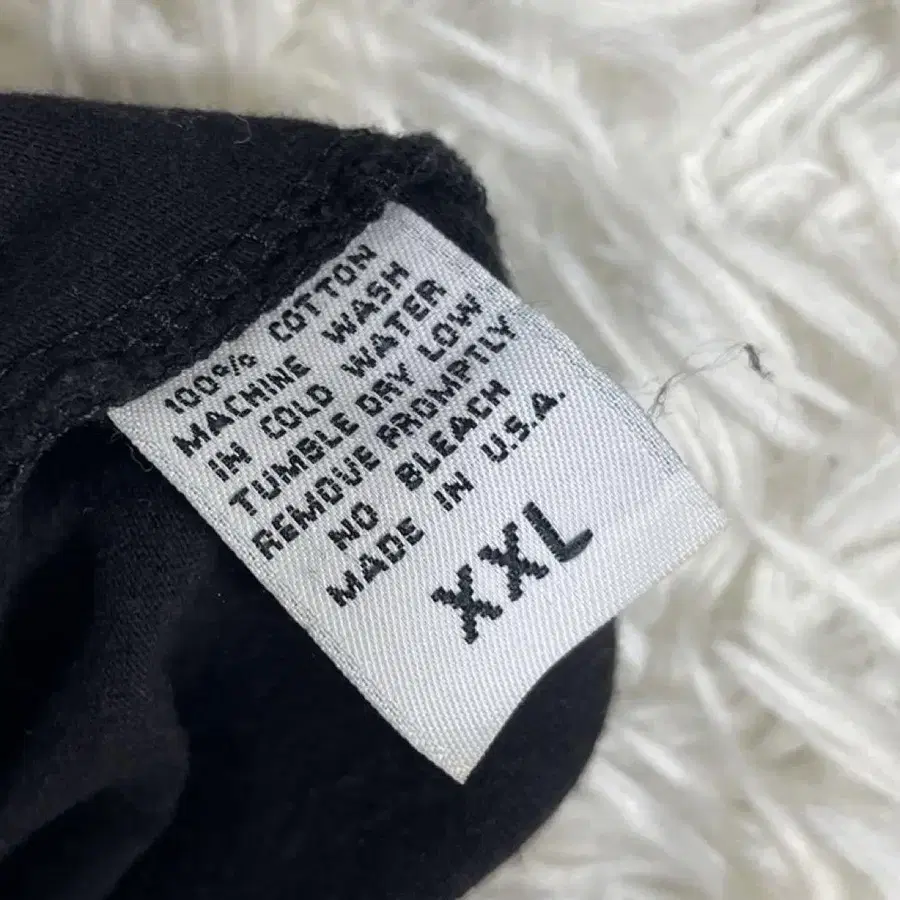 100% COTTON
MACHINE WASH
IN COLD WATER
TUMBLE DRY LOW
REMOVE PROMPTLY
NO BLEACH
MADE IN U.S.A.
XXL